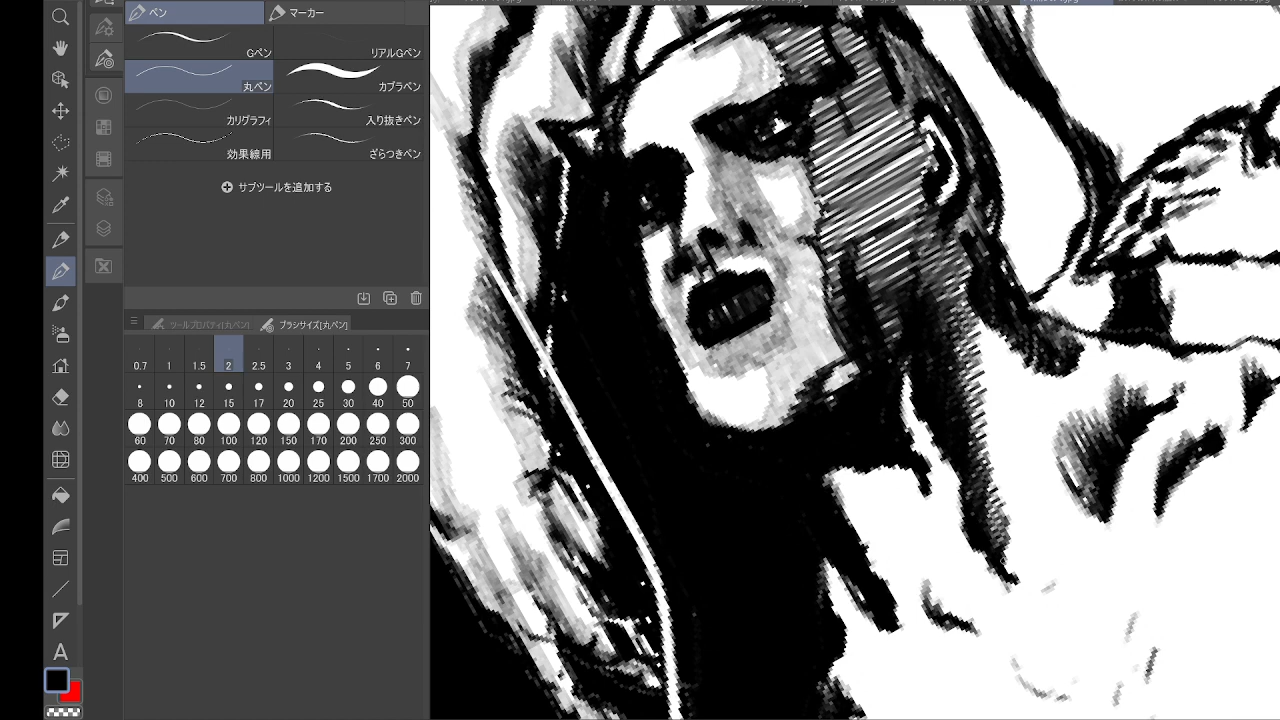 ペン マーカー
Gペン リアルGペン
丸ペン カブラペン
カリグラフィ 入り抜きペン
効果線用 ざらつきペン
サブツールを追加する
ツールプロパティ[丸ペン] ブラシサイズ[丸ペン]
0.7 1 1.5 2 2.5 3 4 5 6 7
8 10 12 15 17 20 25 30 40 50
60 70 80 100 120 150 170 200 250 300
400 500 600 700 800 1000 1200 1500 1700 2000
A